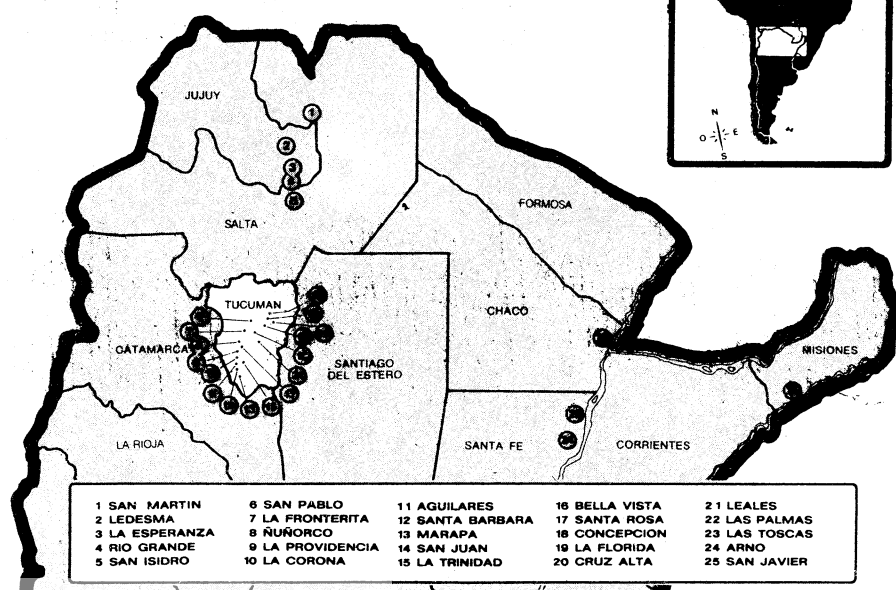 N
O E
S
JUJUY
1
2
3
FORMOSA
SALTA
TUCUMAN
CHACO
CATAMARCA
MISIONES
SANTIAGO
DEL ESTERO
LA RIOJA
SANTA FE
CORRIENTES
1 SAN MARTIN
2 LEDESMA
3 LA ESPERANZA
4 RIO GRANDE
5 SAN ISIDRO
6 SAN PABLO
7 LA FRONTERITA
8 ÑUÑORCO
9 LA PROVIDENCIA
10 LA CORONA
11 AGUILARES
12 SANTA BARBARA
13 MARAPA
14 SAN JUAN
15 LA TRINIDAD
16 BELLA VISTA
17 SANTA ROSA
18 CONCEPCION
19 LA FLORIDA
20 CRUZ ALTA
21 LEALES
22 LAS PALMAS
23 LAS TOSCAS
24 ARNO
25 SAN JAVIER